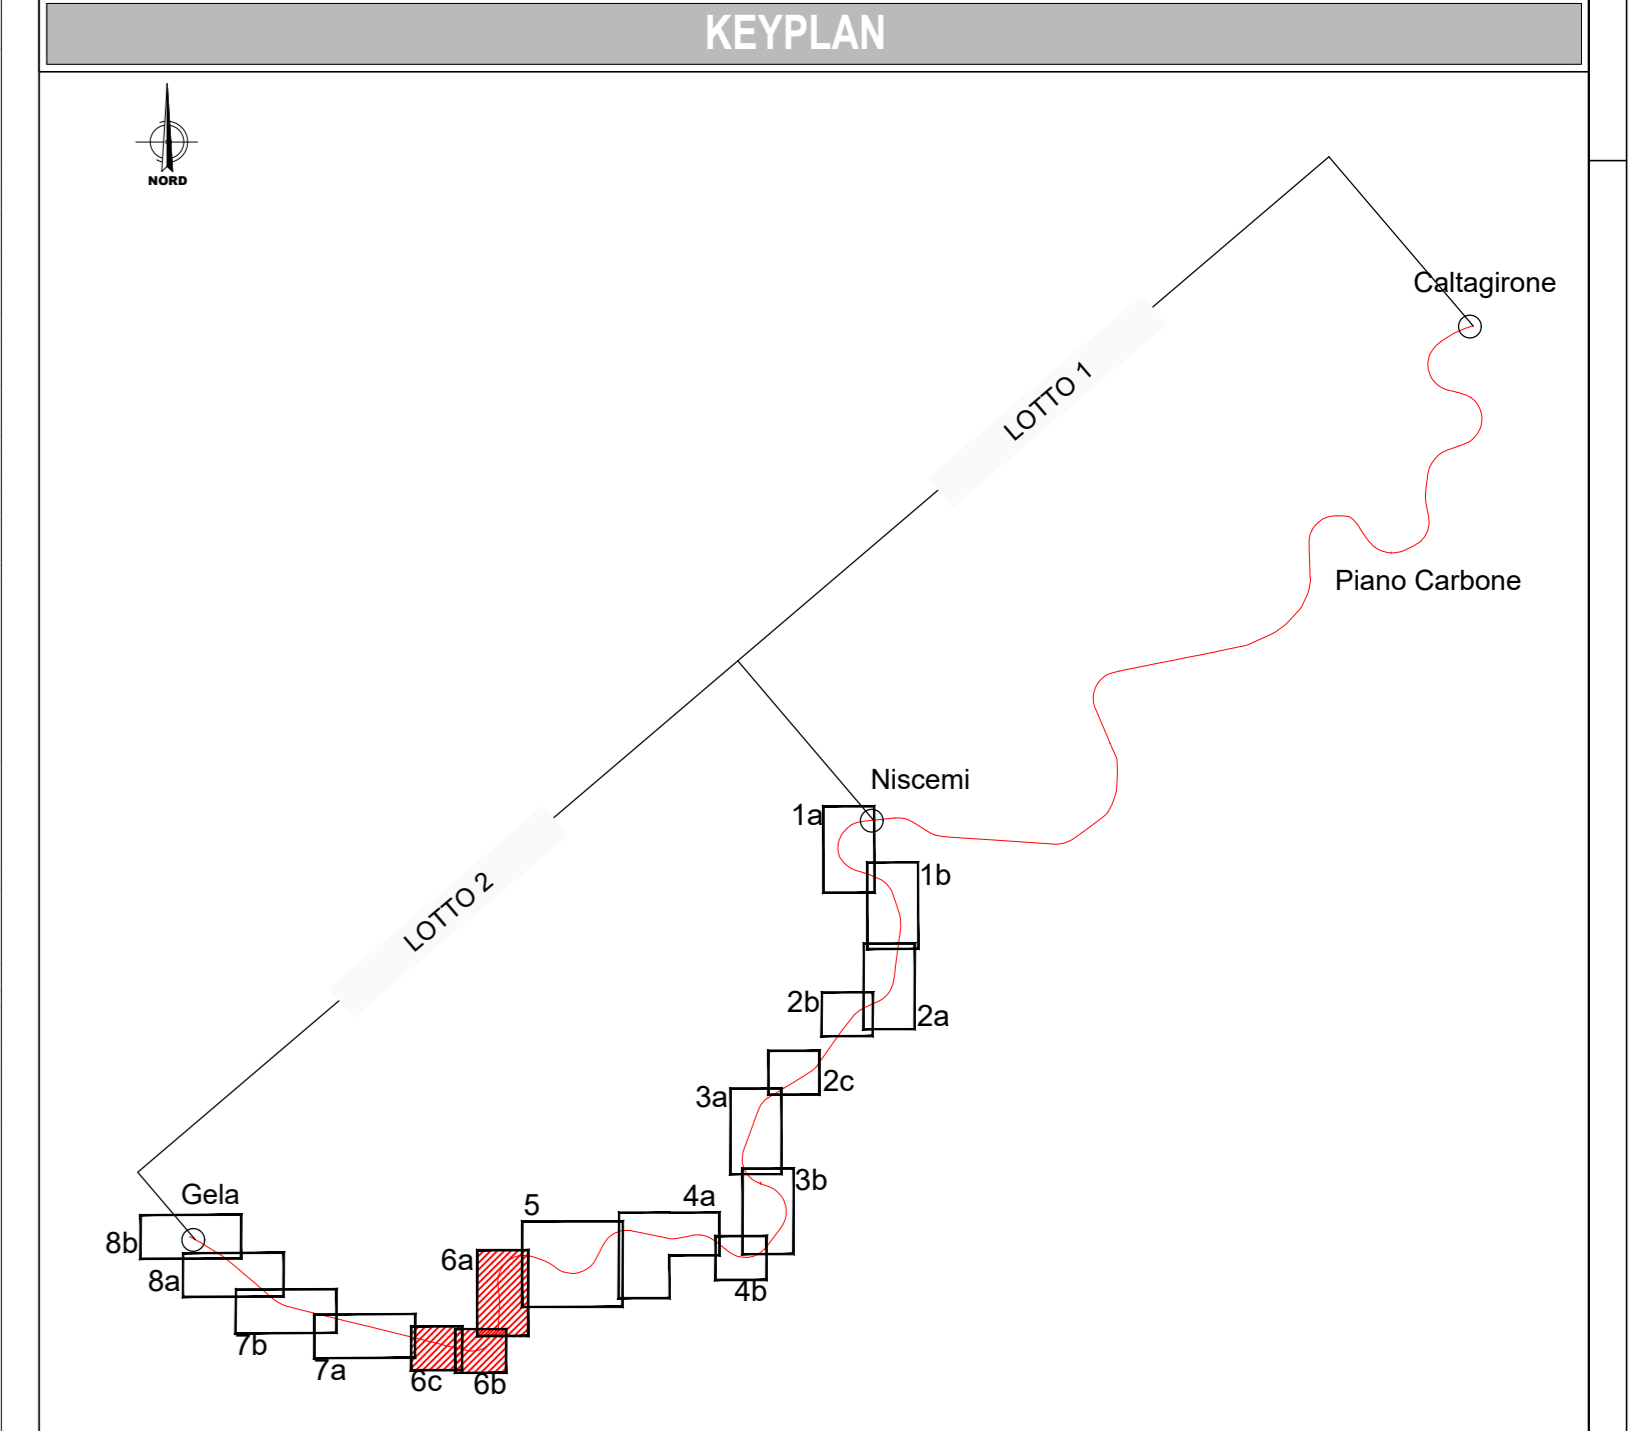 KEYPLAN
NORD
Caltagirone
LOTTO 1
Piano Carbone
Niscemi
1a
1b
LOTTO 2
2b
2a
2c
3a
3b
Gela
4a
5
8b
6a
8a
4b
7b
7a
6c
6b